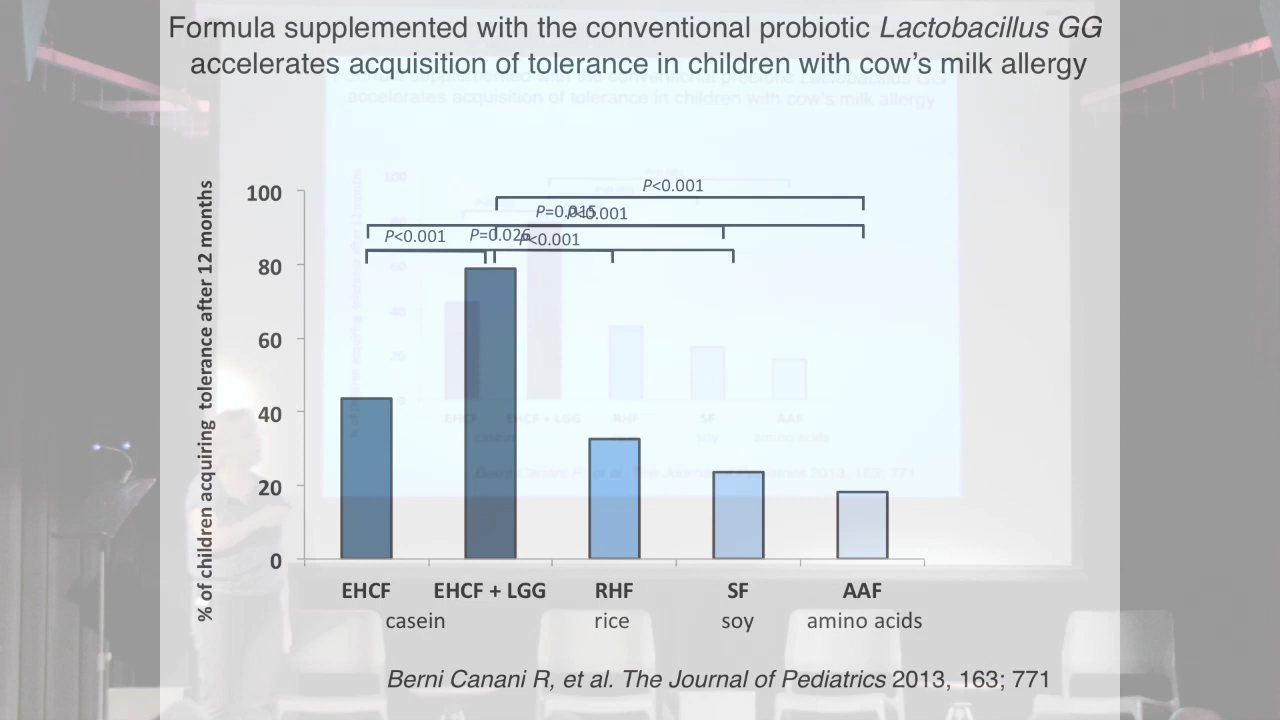 Formula supplemented with the conventional probiotic Lactobacillus GG
accelerates acquisition of tolerance in children with cow's milk allergy
% of children acquiring tolerance after 12 months
100
80
60
40
20
0
P<0.001
P=0.015
P<0.001
P<0.001
P=0.026
P<0.001
EHCF
EHCF + LGG
RHF
SF
AAF
casein
rice
soy
amino acids
Berni Canani R, et al. The Journal of Pediatrics 2013, 163; 771